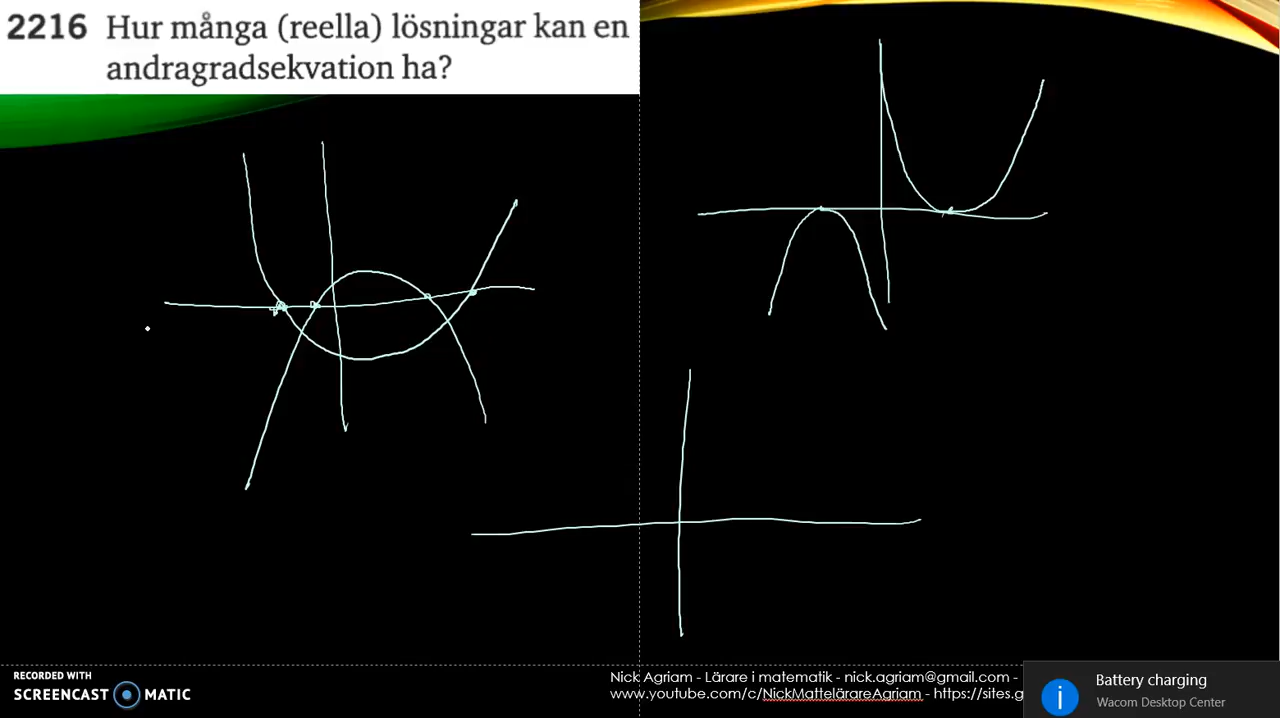 2216 Hur många (reella) lösningar kan en
andragradsekvation ha?
RECORDED WITH
SCREENCAST MATIC
Nick Agriam - Lärare i matematik - nick.agriam@gmail.com -
www.youtube.com/c/NickMattelärareAgriam - https://sites.g
Battery charging
Wacom Desktop Center